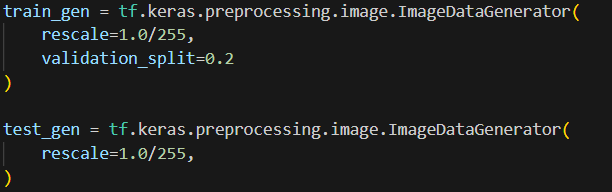 train_gen = tf.keras.preprocessing.image.ImageDataGenerator(
    rescale=1.0/255,
    validation_split=0.2
)

test_gen = tf.keras.preprocessing.image.ImageDataGenerator(
    rescale=1.0/255,
)